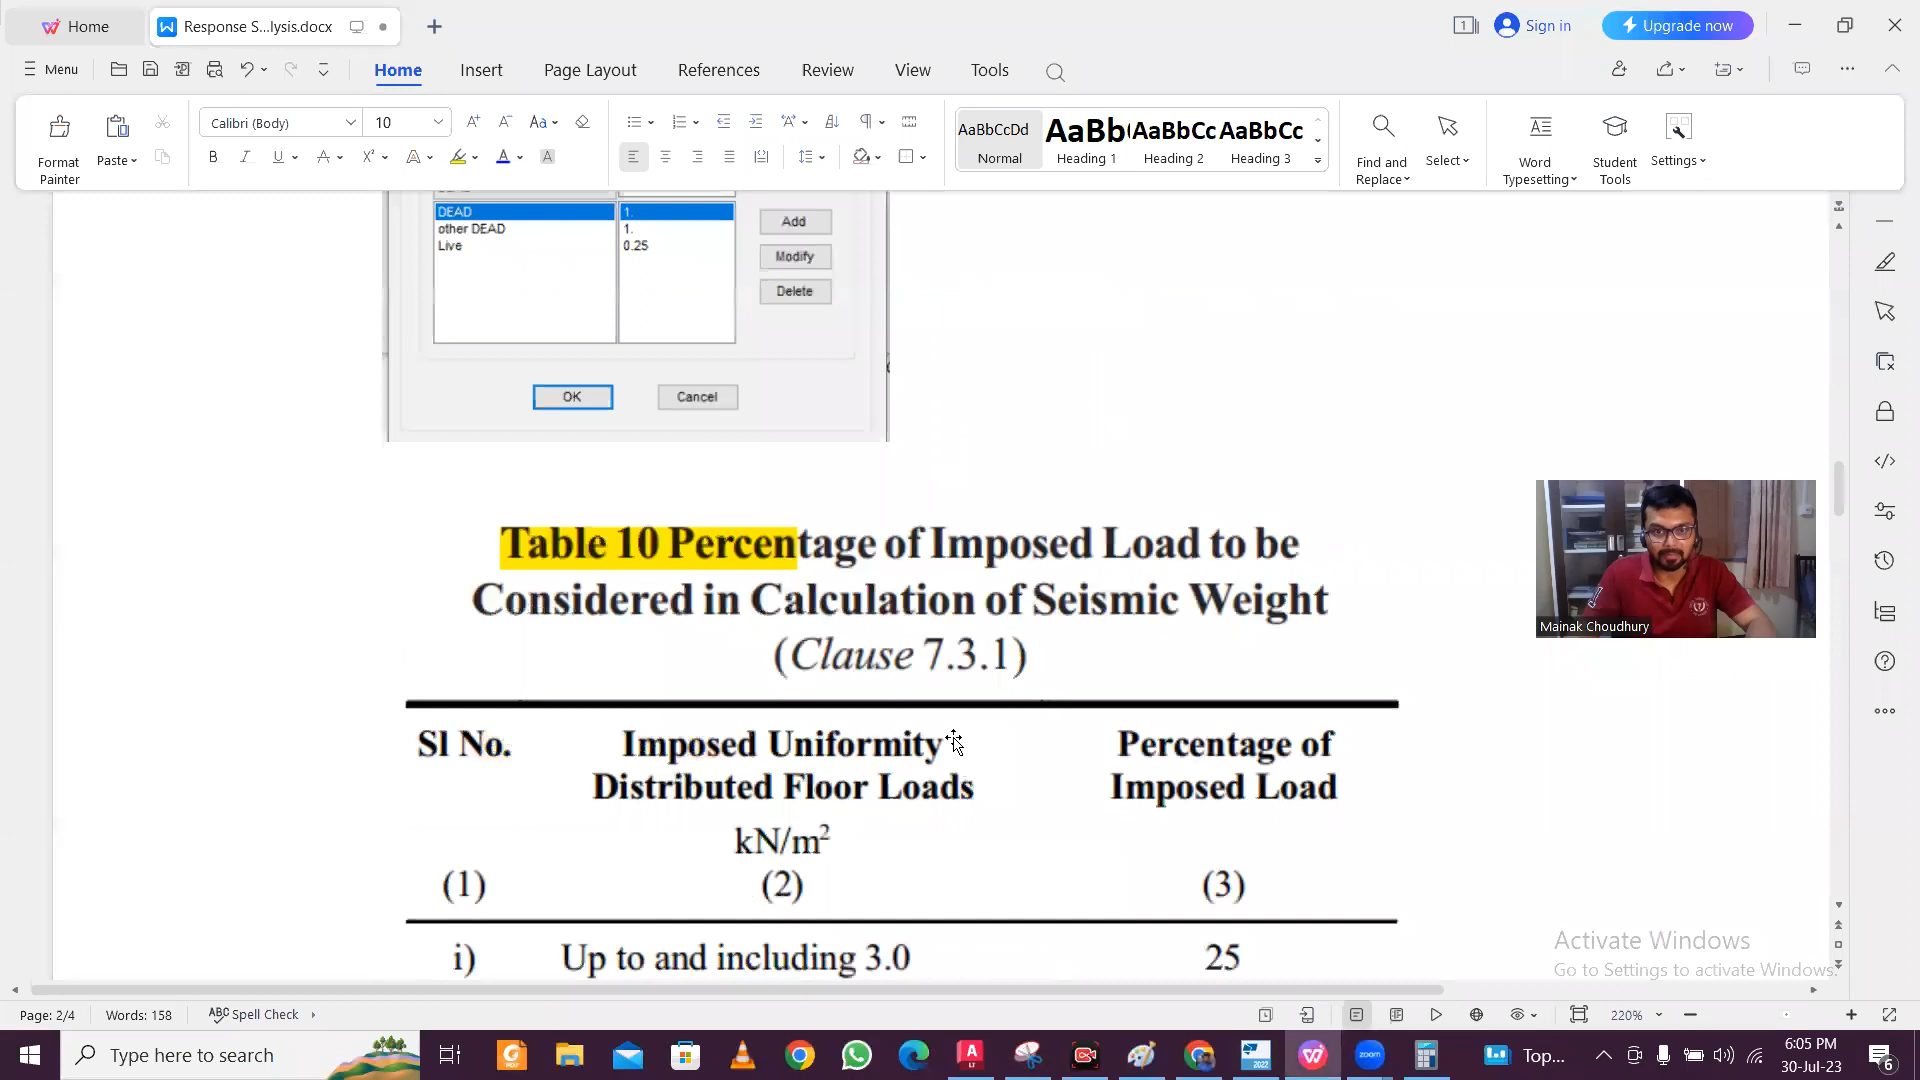 Home
Response S...lysis.docx
Sign in
Upgrade now
Menu
Home
Insert
Page Layout
References
Review
View
Tools
Format
Painter
Paste
Calibri (Body)
10
AaBbCcDd
Normal
AaBb(
Heading 1
AaBbCc
Heading 2
AaBbCc
Heading 3
Find and
Replace
Select
Word
Typesetting
Student
Tools
Settings
DEAD 1.
other DEAD 1.
Live 0.25
Add
Modify
Delete
OK
Cancel
Table 10 Percentage of Imposed Load to be
Considered in Calculation of Seismic Weight
(Clause 7.3.1)
Sl No. Imposed Uniformity Percentage of
Distributed Floor Loads Imposed Load
kN/m²
(1) (2) (3)
i) Up to and including 3.0 25
Mainak Choudhury
Activate Windows
Go to Settings to activate Windows.
Page: 2/4
Words: 158
Spell Check
220%
Type here to search
Top...
6:05 PM
30-Jul-23
6